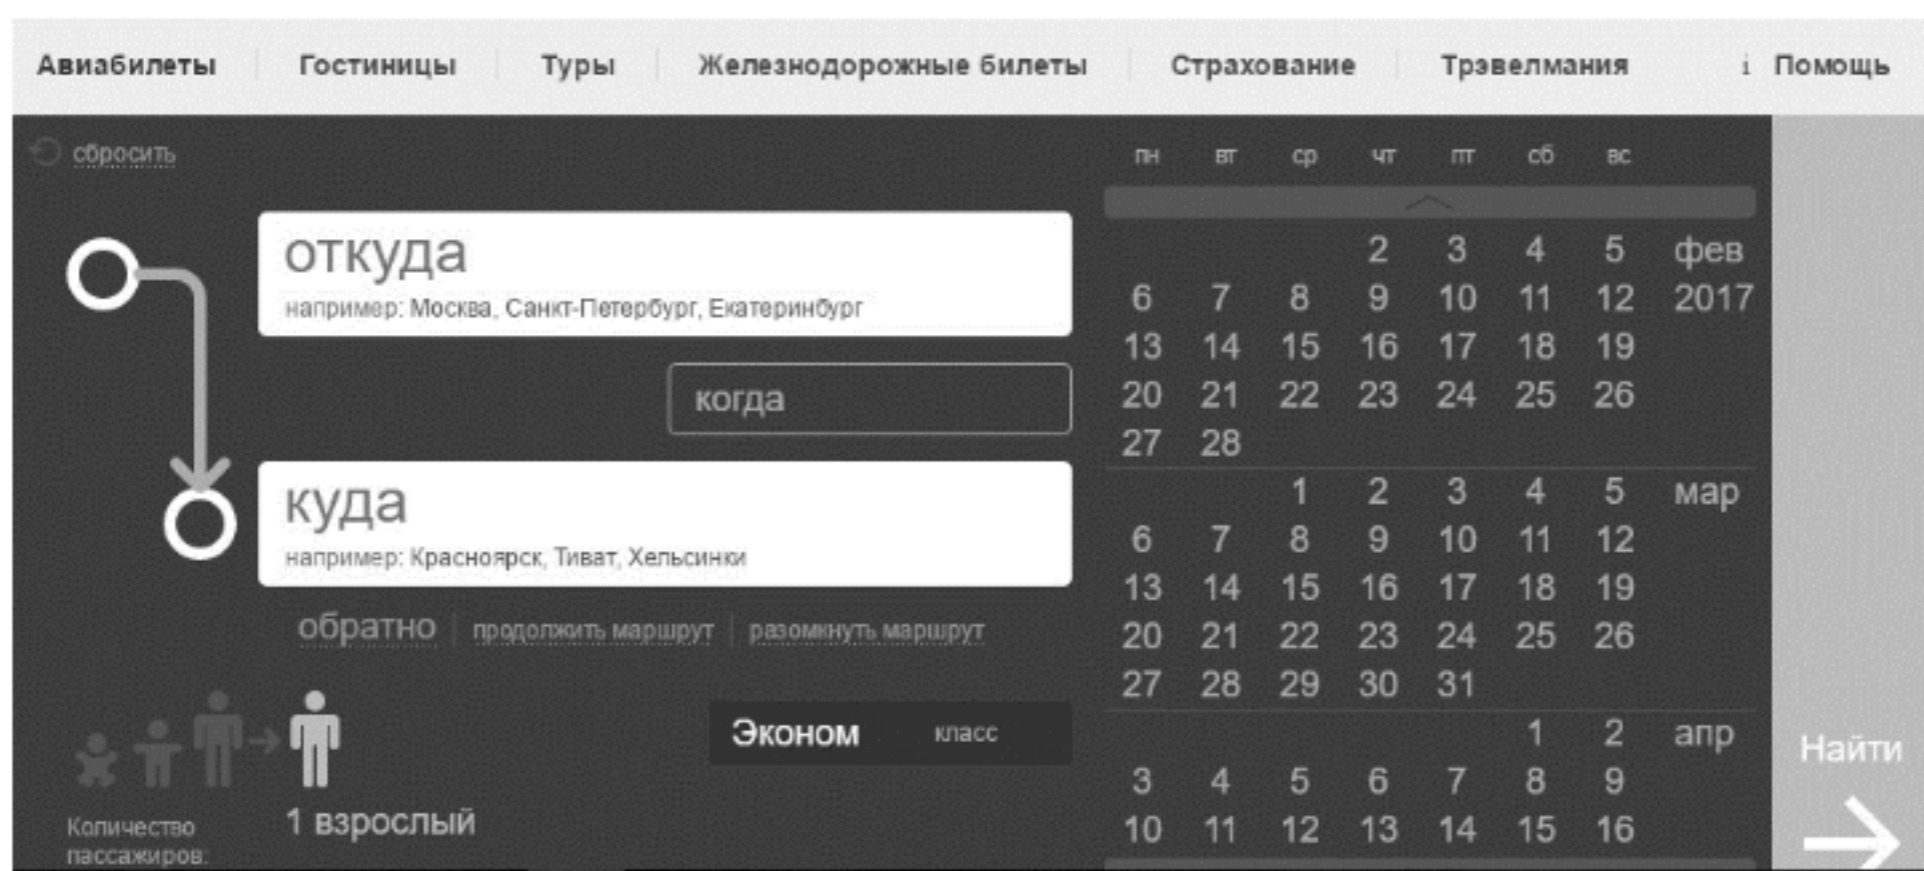 Авиабилеты Гостиницы Туры Железнодорожные билеты Страхование Трэвелмания i Помощь
сбросить
откуда
например: Москва, Санкт-Петербург, Екатеринбург
когда
куда
например: Красноярск, Тиват, Хельсинки
обратно продолжить маршрут разомкнуть маршрут
Эконом класс
1 взрослый
Количество
пассажиров:
пн вт ср чт пт сб вс
2 3 4 5 фев
6 7 8 9 10 11 12 2017
13 14 15 16 17 18 19
20 21 22 23 24 25 26
27 28
1 2 3 4 5 мар
6 7 8 9 10 11 12
13 14 15 16 17 18 19
20 21 22 23 24 25 26
27 28 29 30 31
1 2 апр
3 4 5 6 7 8 9
10 11 12 13 14 15 16
Найти